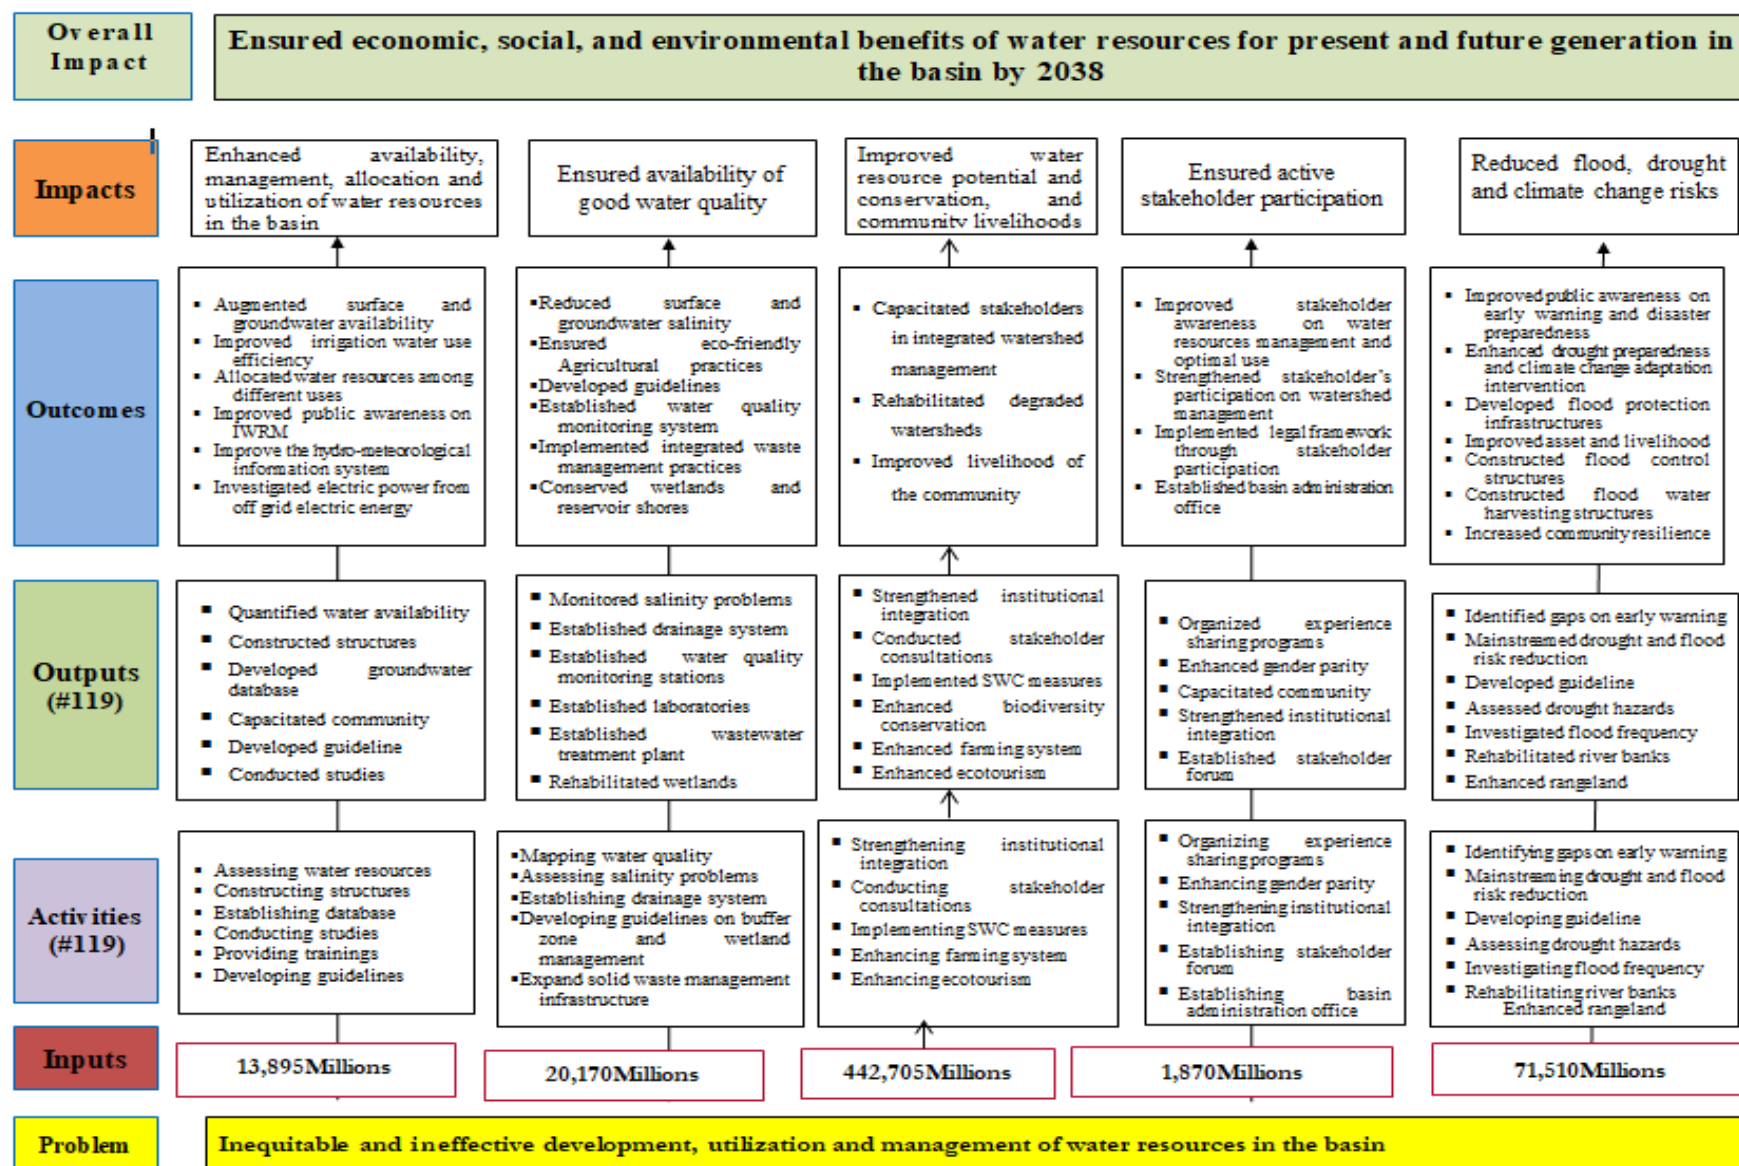 Overall
Impact
Ensured economic, social, and environmental benefits of water resources for present and future generation in
the basin by 2038
Impacts
Enhanced availability,
management, allocation and
utilization of water resources
in the basin
Ensured availability of
good water quality
Improved water
resource potential and
conservation, and
community livelihoods
Ensured active
stakeholder participation
Reduced flood, drought
and climate change risks
Outcomes
▪ Augmented surface and
groundwater availability
▪ Improved irrigation water use
efficiency
▪ Allocated water resources among
different uses
▪ Improved public awareness on
IWRM
▪ Improve the hydro-meteorological
information system
▪ Investigated electric power from
off grid electric energy
▪Reduced surface and
groundwater salinity
▪Ensured eco-friendly
Agricultural practices
▪Developed guidelines
▪Established water quality
monitoring system
▪Implemented integrated waste
management practices
▪Conserved wetlands and
reservoir shores
▪ Capacitated stakeholders
in integrated watershed
management
▪ Rehabilitated degraded
watersheds
▪ Improved livelihood of
the community
▪ Improved stakeholder
awareness on water
resources management and
optimal use
▪ Strengthened stakeholder's
participation on watershed
management
▪ Implemented legal framework
through stakeholder
participation
▪ Established basin administration
office
▪ Improved public awareness on
early warning and disaster
preparedness
▪ Enhanced drought preparedness
and climate change adaptation
intervention
▪ Developed flood protection
infrastructures
▪ Improved asset and livelihood
▪ Constructed flood control
structures
▪ Constructed flood water
harvesting structures
▪ Increased community resilience
Outputs
(#119)
▪ Quantified water availability
▪ Constructed structures
▪ Developed groundwater
database
▪ Capacitated community
▪ Developed guideline
▪ Conducted studies
▪ Monitored salinity problems
▪ Established drainage system
▪ Established water quality
monitoring stations
▪ Established laboratories
▪ Established wastewater
treatment plant
▪ Rehabilitated wetlands
▪ Strengthened institutional
integration
▪ Conducted stakeholder
consultations
▪ Implemented SWC measures
▪ Enhanced biodiversity
conservation
▪ Enhanced farming system
▪ Enhanced ecotourism
▪ Organized experience
sharing programs
▪ Enhanced gender parity
▪ Capacitated community
▪ Strengthened institutional
integration
▪ Established stakeholder
forum
▪ Identified gaps on early warning
▪ Mainstreamed drought and flood
risk reduction
▪ Developed guideline
▪ Assessed drought hazards
▪ Investigated flood frequency
▪ Rehabilitated river banks
▪ Enhanced rangeland
Activities
(#119)
▪ Assessing water resources
▪ Constructing structures
▪ Establishing database
▪ Conducting studies
▪ Providing trainings
▪ Developing guidelines
▪Mapping water quality
▪Assessing salinity problems
▪Establishing drainage system
▪Developing guidelines on buffer
zone and wetland
management
▪Expand solid waste management
infrastructure
▪ Strengthening institutional
integration
▪ Conducting stakeholder
consultations
▪ Implementing SWC measures
▪ Enhancing farming system
▪ Enhancing ecotourism
▪ Organizing experience
sharing programs
▪ Enhancing gender parity
▪ Strengthening institutional
integration
▪ Establishing stakeholder
forum
▪ Establishing basin
administration office
▪ Identifying gaps on early warning
▪ Mainstreaming drought and flood
risk reduction
▪ Developing guideline
▪ Assessing drought hazards
▪ Investigating flood frequency
▪ Rehabilitating river banks
Enhanced rangeland
Inputs
13,895Millions
20,170Millions
442,705Millions
1,870Millions
71,510Millions
Problem
Inequitable and ineffective development, utilization and management of water resources in the basin